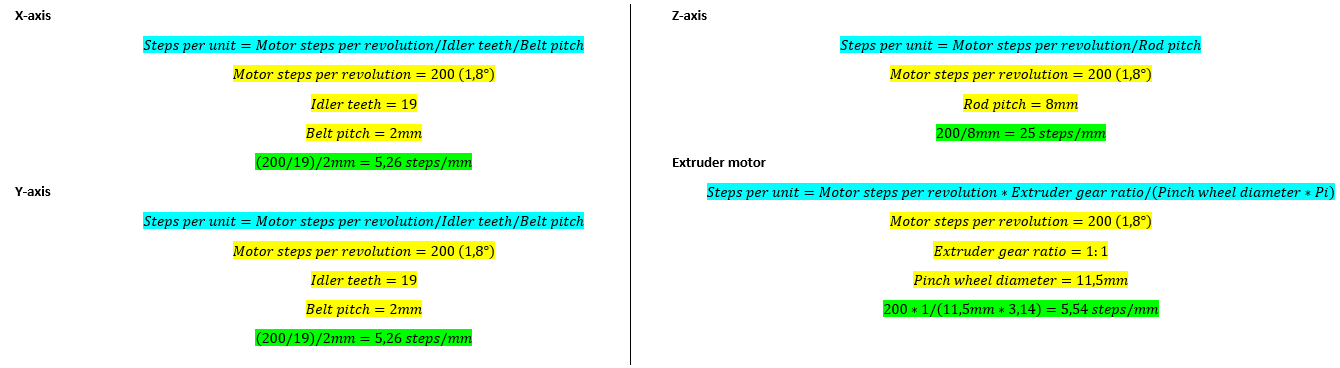 X-axis
Steps per unit = Motor steps per revolution/Idler teeth/Belt pitch
Motor steps per revolution = 200 (1,8°)
Idler teeth = 19
Belt pitch = 2mm
(200/19)/2mm = 5,26 steps/mm
Y-axis
Steps per unit = Motor steps per revolution/Idler teeth/Belt pitch
Motor steps per revolution = 200 (1,8°)
Idler teeth = 19
Belt pitch = 2mm
(200/19)/2mm = 5,26 steps/mm
Z-axis
Steps per unit = Motor steps per revolution/Rod pitch
Motor steps per revolution = 200 (1,8°)
Rod pitch = 8mm
200/8mm = 25 steps/mm
Extruder motor
Steps per unit = Motor steps per revolution * Extruder gear ratio/(Pinch wheel diameter * Pi)
Motor steps per revolution = 200 (1,8°)
Extruder gear ratio = 1: 1
Pinch wheel diameter = 11,5mm
200 * 1/(11,5mm * 3,14) = 5,54 steps/mm